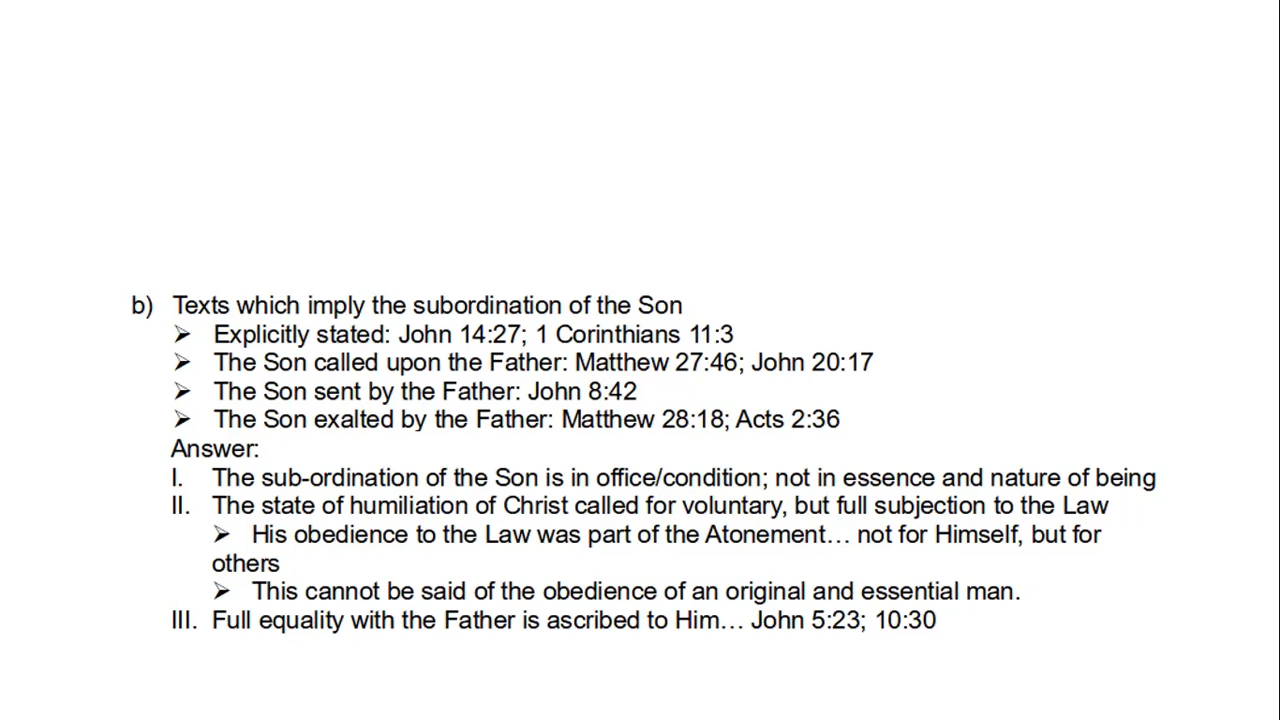 b) Texts which imply the subordination of the Son
➢ Explicitly stated: John 14:27; 1 Corinthians 11:3
➢ The Son called upon the Father: Matthew 27:46; John 20:17
➢ The Son sent by the Father: John 8:42
➢ The Son exalted by the Father: Matthew 28:18; Acts 2:36
Answer:
I. The sub-ordination of the Son is in office/condition; not in essence and nature of being
II. The state of humiliation of Christ called for voluntary, but full subjection to the Law
➢ His obedience to the Law was part of the Atonement… not for Himself, but for
others
➢ This cannot be said of the obedience of an original and essential man.
III. Full equality with the Father is ascribed to Him… John 5:23; 10:30